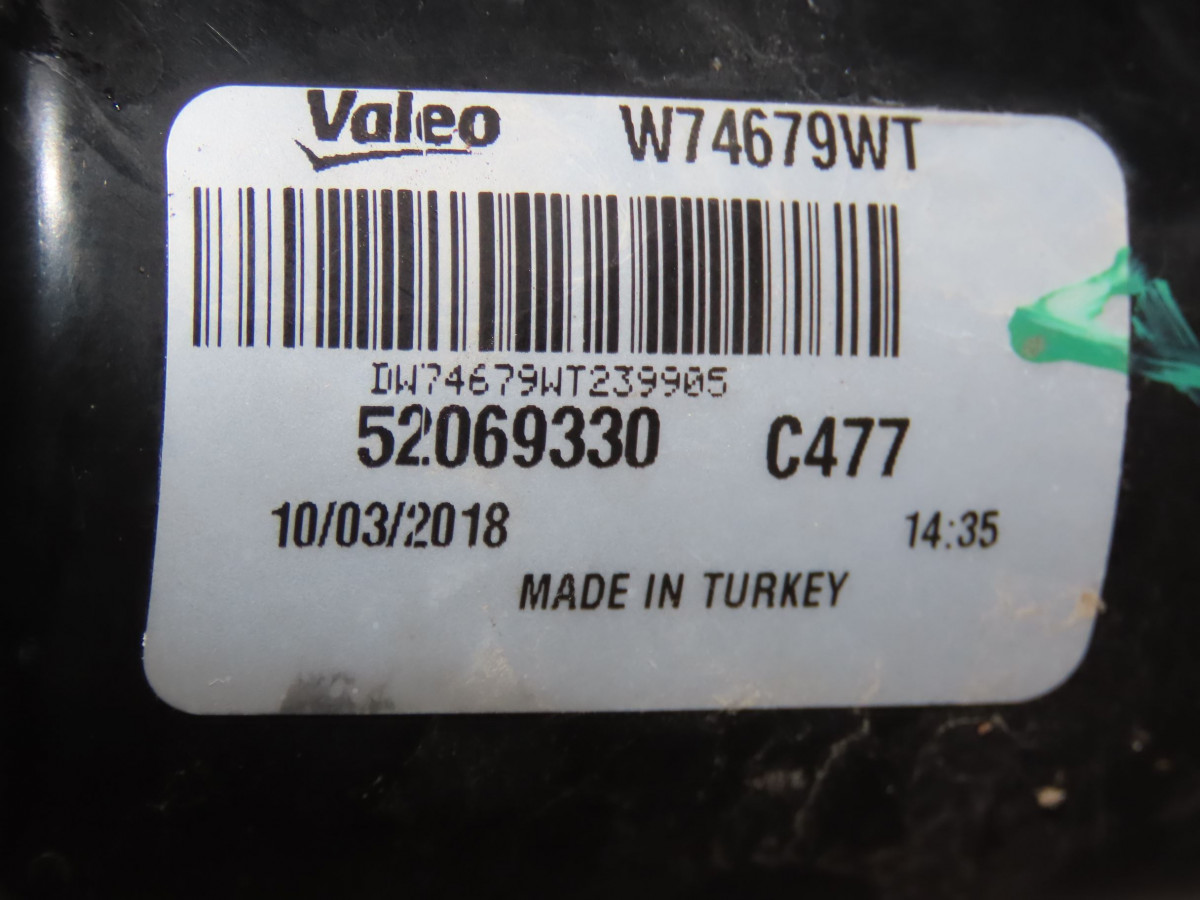 Valeo W74679WT
DW74679WT239905
52069330 C477
10/03/2018 14:35
MADE IN TURKEY